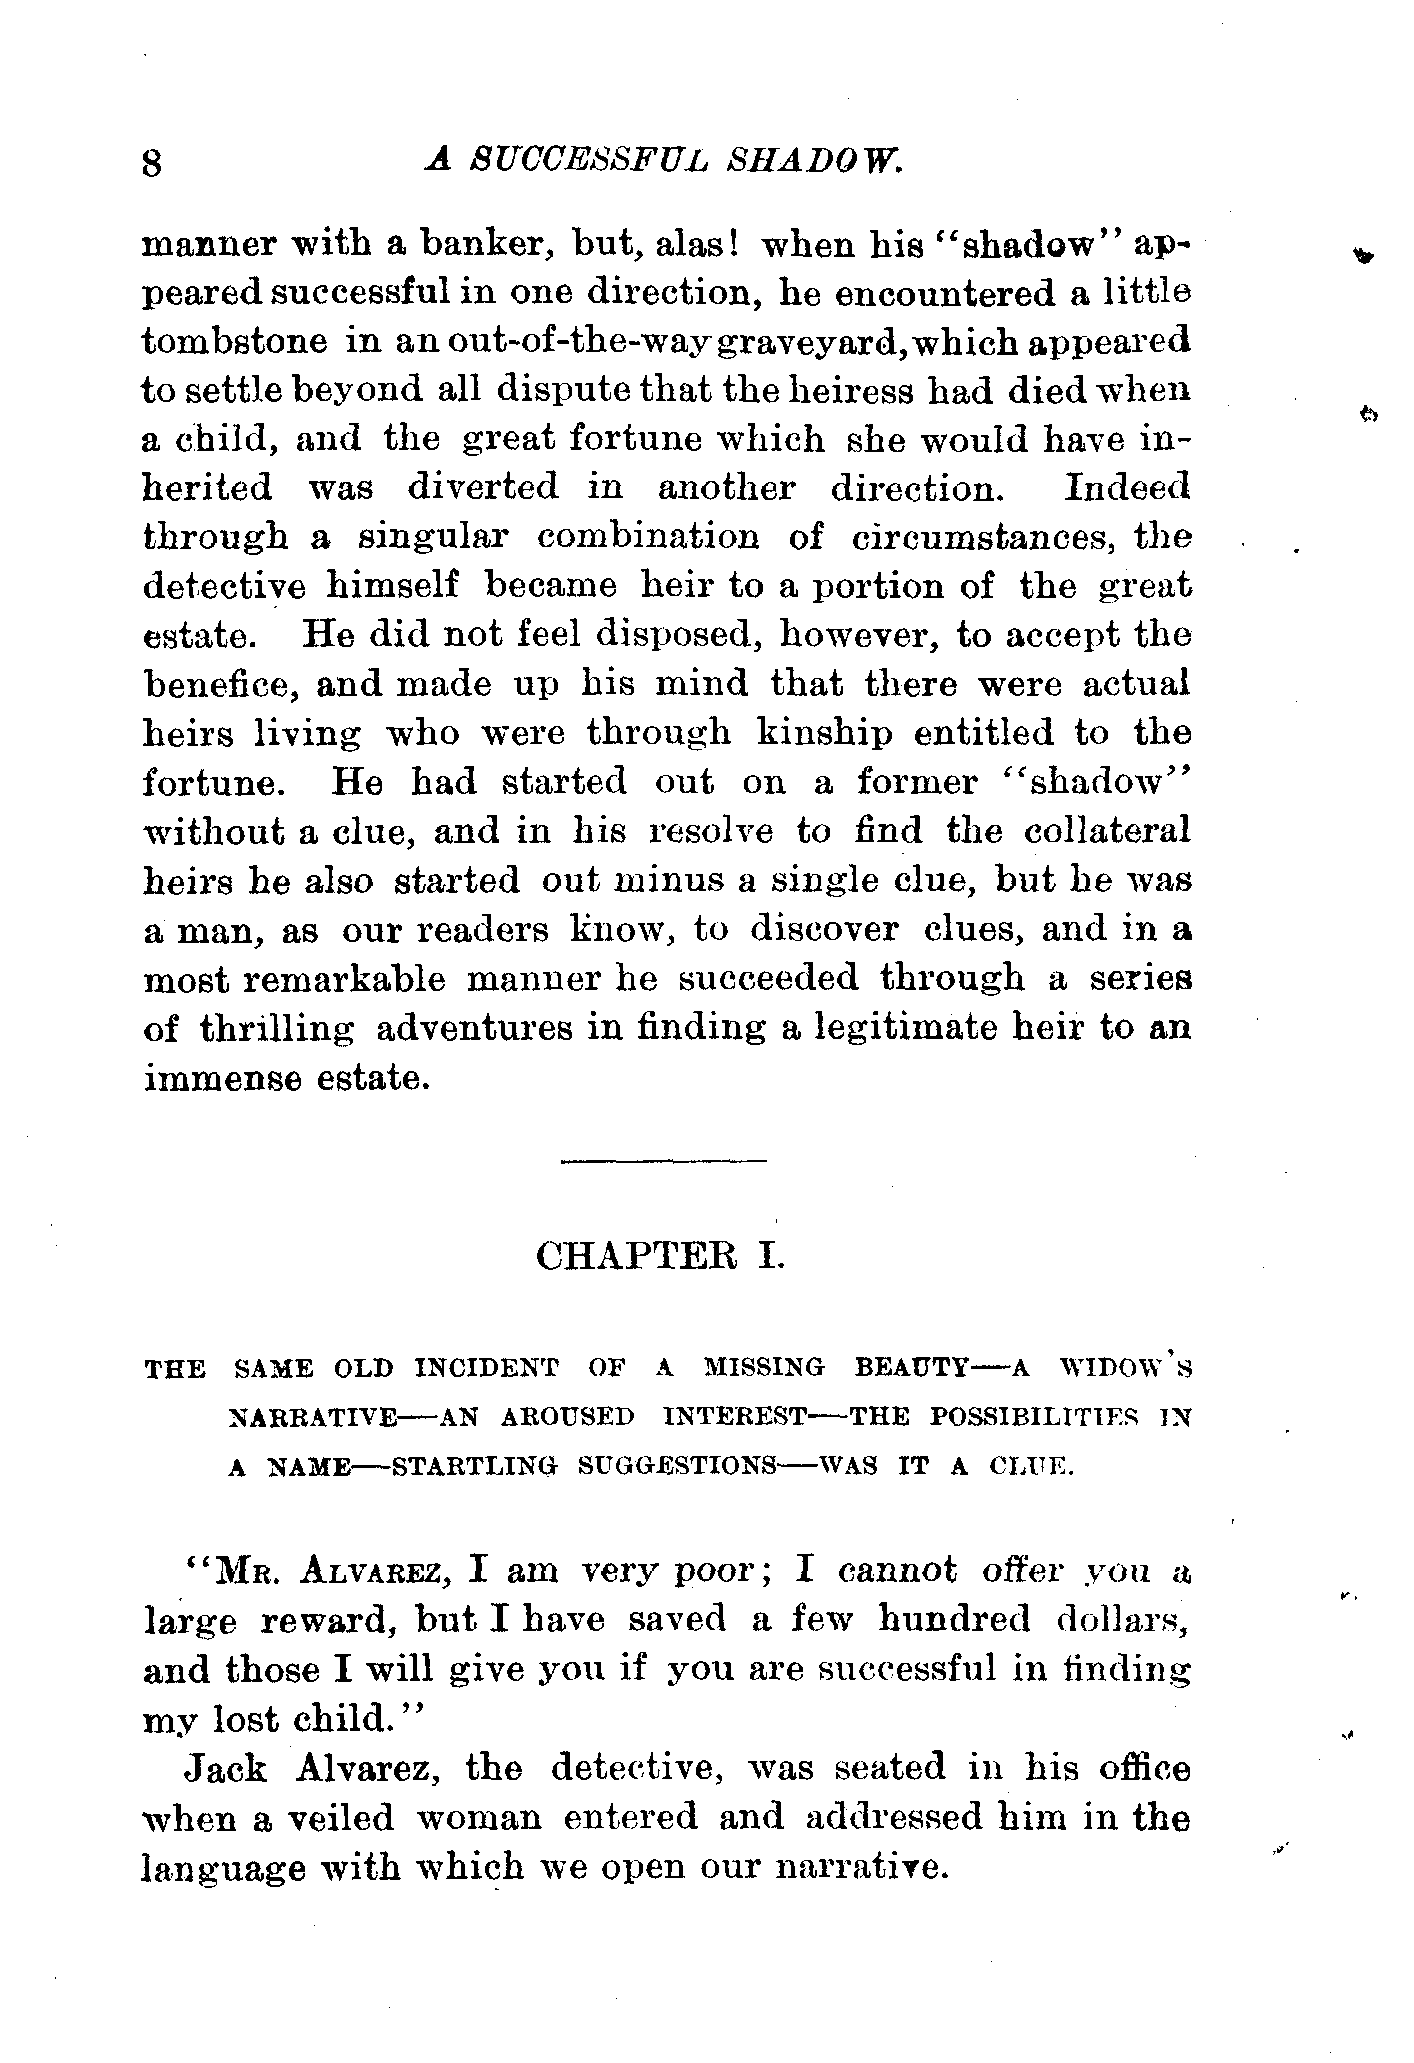 8 A SUCCESSFUL SHADOW.
manner with a banker, but, alas! when his "shadow" ap-
peared successful in one direction, he encountered a little
tombstone in an out-of-the-way graveyard, which appeared
to settle beyond all dispute that the heiress had died when
a child, and the great fortune which she would have in-
herited was diverted in another direction. Indeed
through a singular combination of circumstances, the
detective himself became heir to a portion of the great
estate. He did not feel disposed, however, to accept the
benefice, and made up his mind that there were actual
heirs living who were through kinship entitled to the
fortune. He had started out on a former "shadow"
without a clue, and in his resolve to find the collateral
heirs he also started out minus a single clue, but he was
a man, as our readers know, to discover clues, and in a
most remarkable manner he succeeded through a series
of thrilling adventures in finding a legitimate heir to an
immense estate.
CHAPTER I.
THE SAME OLD INCIDENT OF A MISSING BEAUTY—A WIDOW'S
NARRATIVE—AN AROUSED INTEREST—THE POSSIBILITIES IN
A NAME—STARTLING SUGGESTIONS—WAS IT A CLUE.
"MR. ALVAREZ, I am very poor; I cannot offer you a
large reward, but I have saved a few hundred dollars,
and those I will give you if you are successful in finding
my lost child."
Jack Alvarez, the detective, was seated in his office
when a veiled woman entered and addressed him in the
language with which we open our narrative.